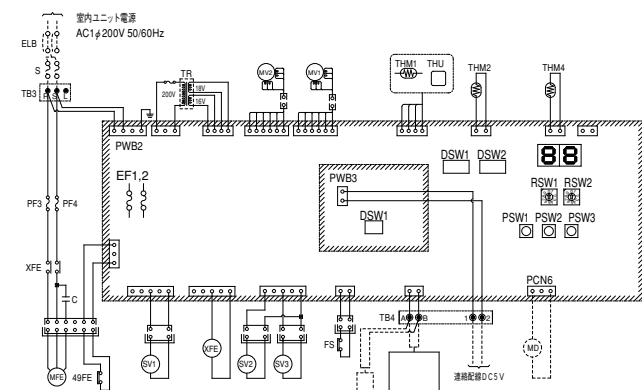 室内ユニット電源
AC1φ200V 50/60Hz
ELB
S
TB3
R S L
TR
200V
18V
16V
MV2
MV1
THM1 THU
THM2
THM4
PWB2
EF1,2
PWB3
DSW1
DSW1 DSW2
88
RSW1 RSW2
PSW1 PSW2 PSW3
PCN6
PF3
PF4
XFE
C
MFE
49FE
SV1
XFE
SV2
SV3
FS
TB4
A
B
1
2
連絡配線DC5V
MD